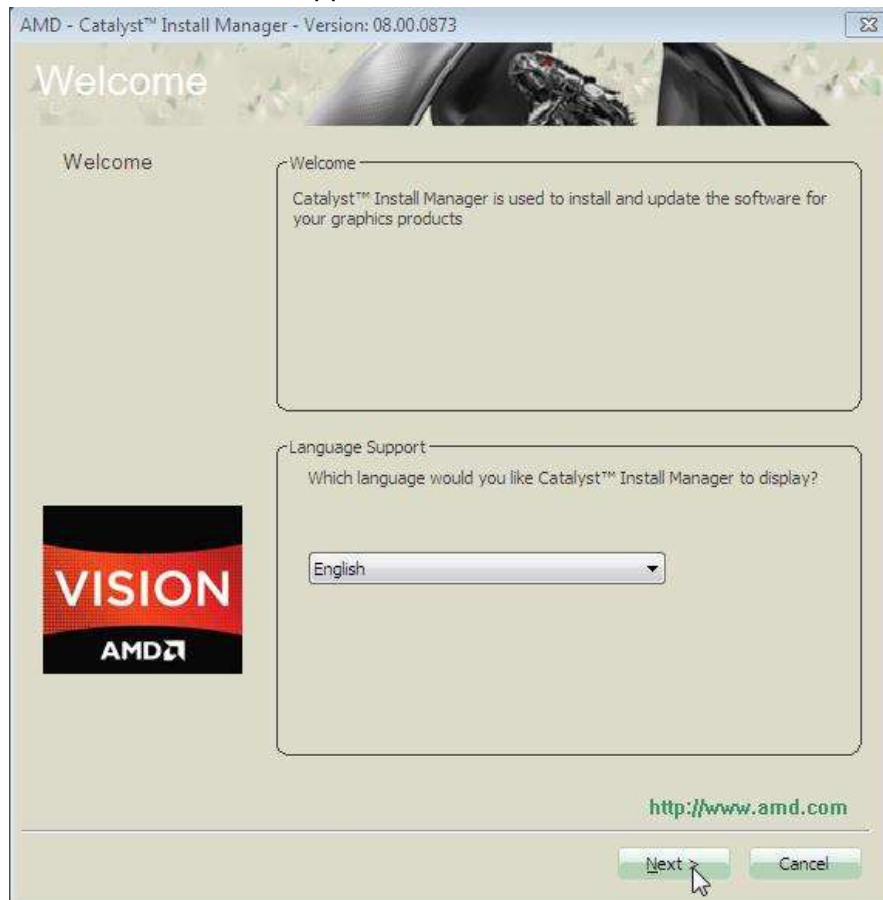 AMD - Catalyst™ Install Manager - Version: 08.00.0873
Welcome
Welcome
Welcome
Catalyst™ Install Manager is used to install and update the software for
your graphics products
Language Support
Which language would you like Catalyst™ Install Manager to display?
English
VISION
AMD
http://www.amd.com
Next >
Cancel